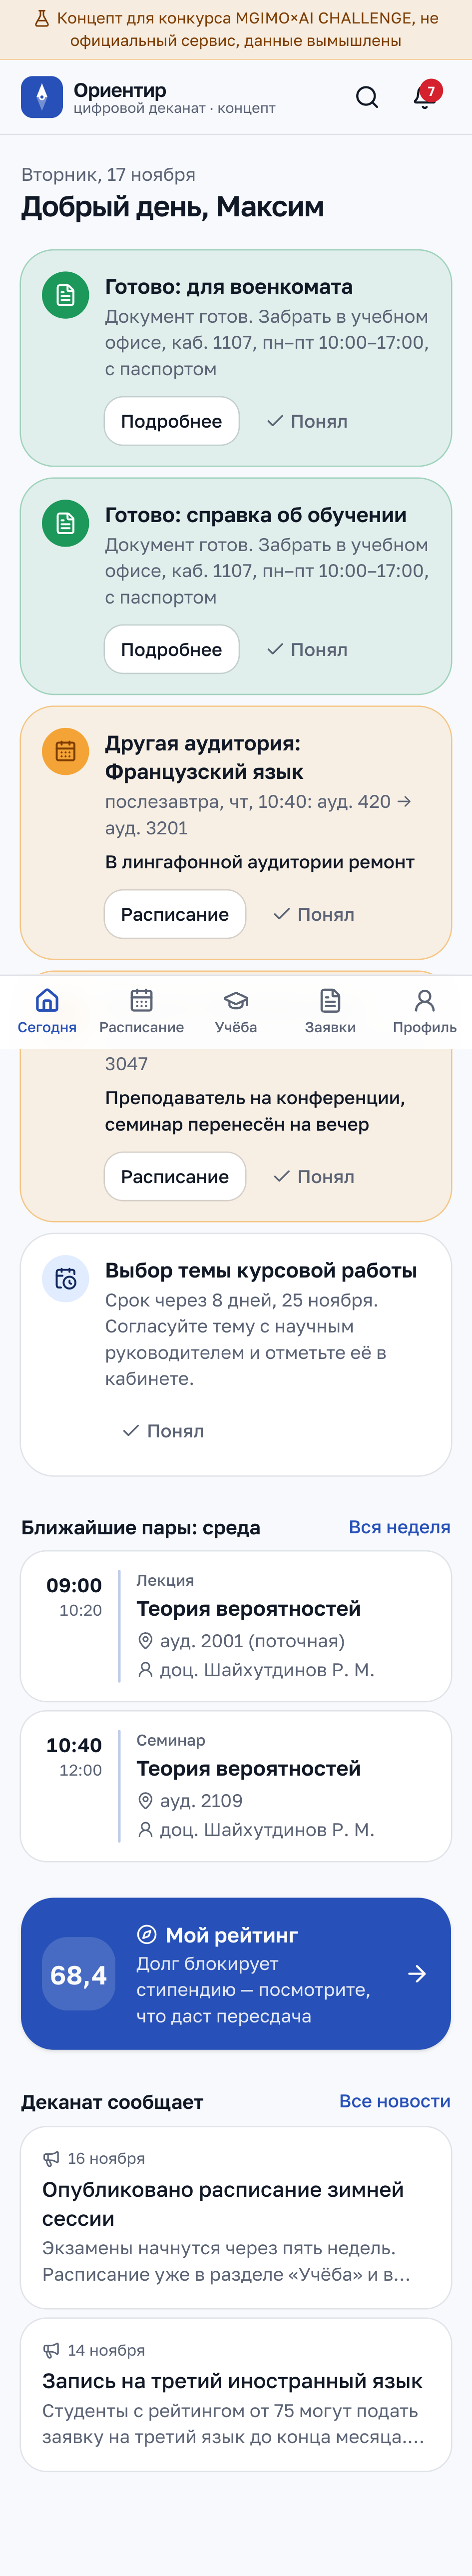 Концепт для конкурса MGIMO×AI CHALLENGE, не
официальный сервис, данные вымышлены
Ориентир
цифровой деканат · концепт
7
Вторник, 17 ноября
Добрый день, Максим
Готово: для военкомата
Документ готов. Забрать в учебном
офисе, каб. 1107, пн–пт 10:00–17:00,
с паспортом
Подробнее
Понял
Готово: справка об обучении
Документ готов. Забрать в учебном
офисе, каб. 1107, пн–пт 10:00–17:00,
с паспортом
Подробнее
Понял
Другая аудитория:
Французский язык
послезавтра, чт, 10:40: ауд. 420 →
ауд. 3201
В лингафонной аудитории ремонт
Расписание
Понял
Сегодня
Расписание
Учёба
Заявки
Профиль
3047
Преподаватель на конференции,
семинар перенесён на вечер
Расписание
Понял
Выбор темы курсовой работы
Срок через 8 дней, 25 ноября.
Согласуйте тему с научным
руководителем и отметьте её в
кабинете.
Понял
Ближайшие пары: среда
Вся неделя
09:00
10:20
Лекция
Теория вероятностей
ауд. 2001 (поточная)
доц. Шайхутдинов Р. М.
10:40
12:00
Семинар
Теория вероятностей
ауд. 2109
доц. Шайхутдинов Р. М.
68,4
Мой рейтинг
Долг блокирует
стипендию — посмотрите,
что даст пересдача
Деканат сообщает
Все новости
16 ноября
Опубликовано расписание зимней
сессии
Экзамены начнутся через пять недель.
Расписание уже в разделе «Учёба» и в…
14 ноября
Запись на третий иностранный язык
Студенты с рейтингом от 75 могут подать
заявку на третий язык до конца месяца.…